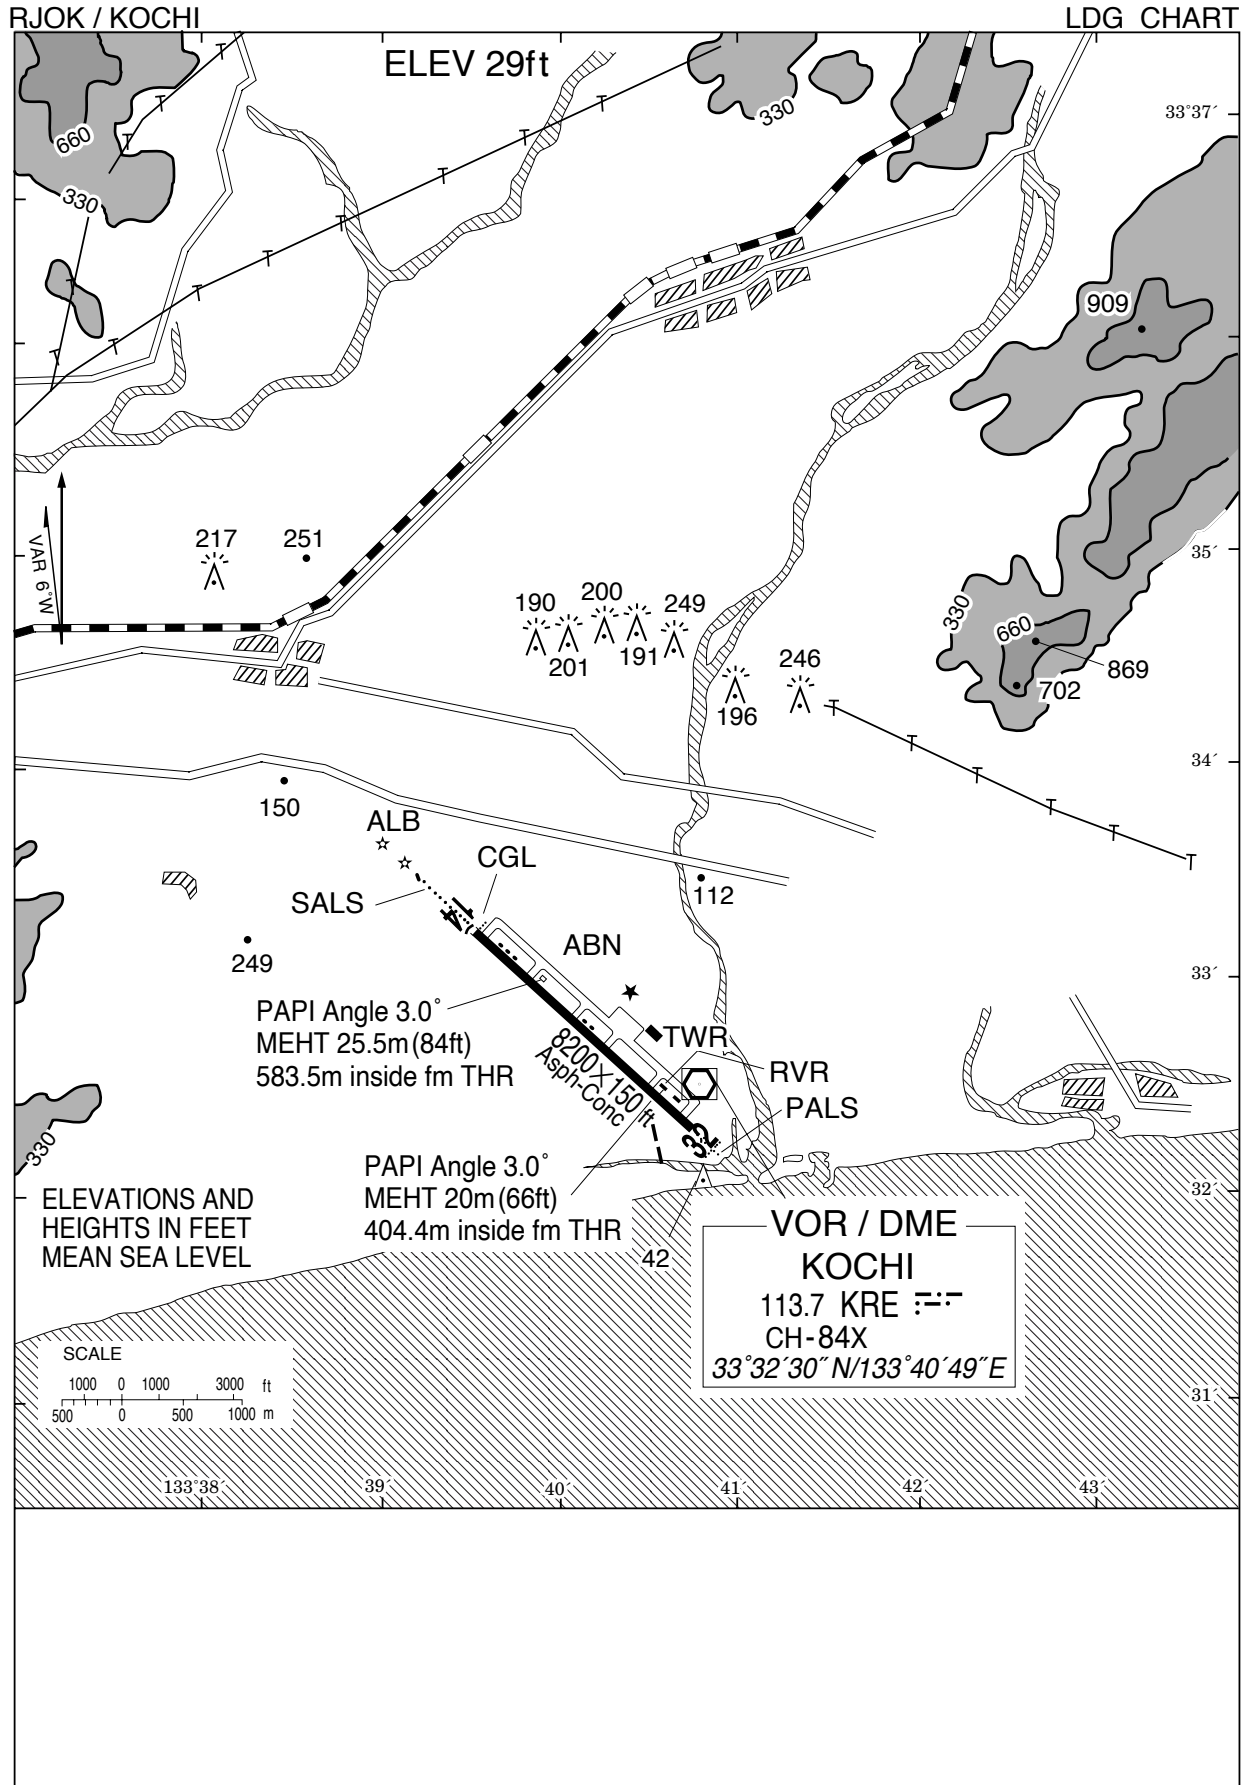 RJOK / KOCHI
LDG CHART
ELEV 29ft
33°37´
660
330
330
909
VAR 6°W
217
251
35´
190
200
249
201
191
330
660
246
869
702
196
34´
150
ALB
CGL
112
SALS
14
ABN
249
33´
PAPI Angle 3.0°
MEHT 25.5m (84ft)
583.5m inside fm THR
TWR
8200×150 ft
Asph-Conc
RVR
PALS
32
330
PAPI Angle 3.0°
MEHT 20m (66ft)
404.4m inside fm THR
ELEVATIONS AND
HEIGHTS IN FEET
MEAN SEA LEVEL
32´
42
VOR / DME
KOCHI
113.7 KRE
CH-84X
33°32´30˝N/133°40´49˝E
SCALE
1000 0 1000 3000 ft
500 0 500 1000 m
31´
133°38´ 39´ 40´ 41´ 42´ 43´